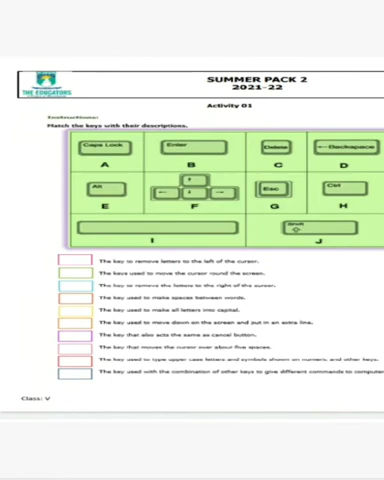 SUMMER PACK 2
2021-22
THE EDUCATORS
Activity 01
Instructions:
Match the keys with their descriptions.
Caps Lock
Enter
Delete
←Backspace
A
B
C
D
Alt
↑
← ↓ →
Esc
Ctrl
E
F
G
H
Shift
I
J
The key to remove letters to the left of the cursor.
The keys used to move the cursor round the screen.
The key to remove the letters to the right of the cursor.
The key used to make spaces between words.
The key used to make all letters into capital.
The key used to move down on the screen and put in an extra line.
The key that also acts the same as cancel button.
The key that moves the cursor over about five spaces.
The key used to type upper case letters and symbols shown on numeric and other keys.
The key used with the combination of other keys to give different commands to computer
Class: V